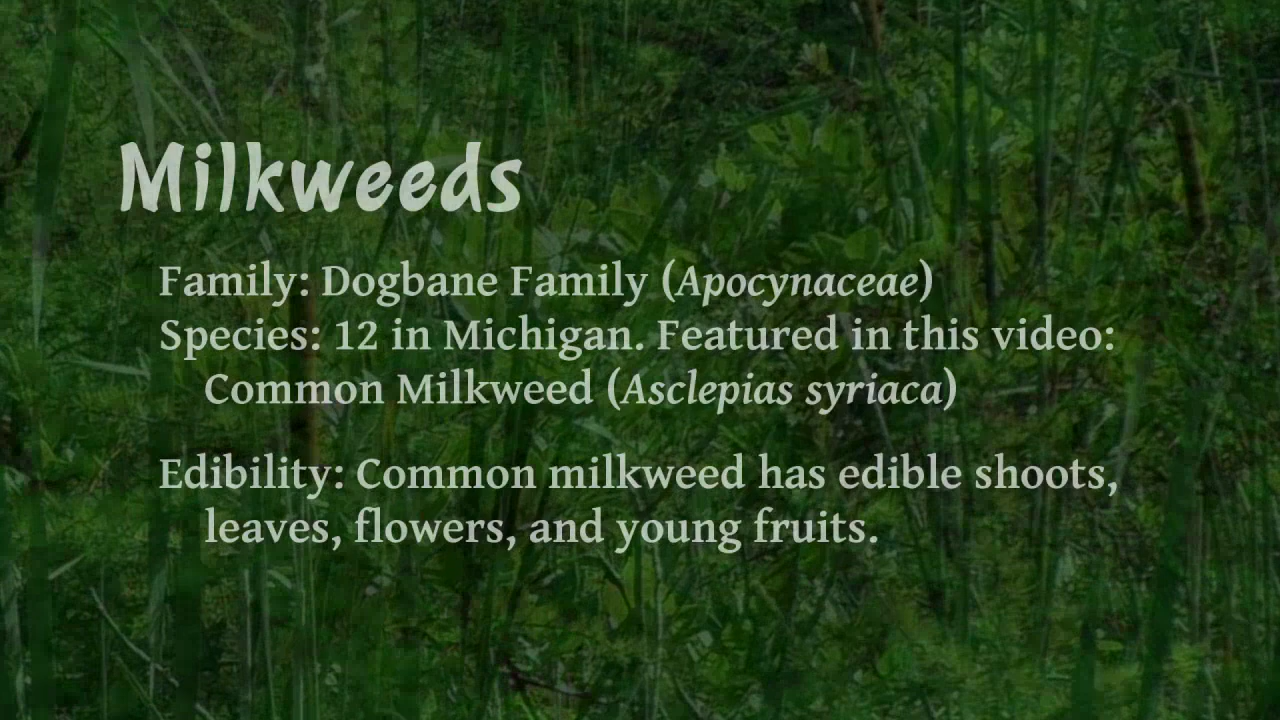 Milkweeds
Family: Dogbane Family (Apocynaceae)
Species: 12 in Michigan. Featured in this video:
Common Milkweed (Asclepias syriaca)
Edibility: Common milkweed has edible shoots,
leaves, flowers, and young fruits.